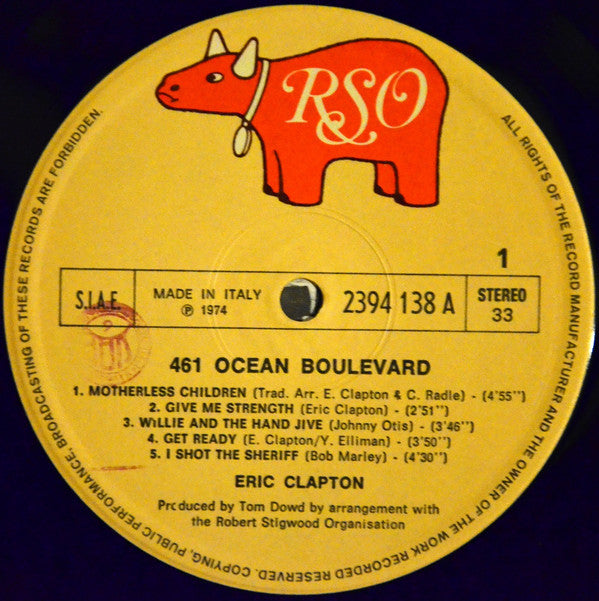 RSO
1
S.I.A.E.
MADE IN ITALY
Ⓟ 1974
2394 138 A
STEREO
33
461 OCEAN BOULEVARD
1. MOTHERLESS CHILDREN (Trad. Arr. E. Clapton & C. Radle) - (4'55'')
2. GIVE ME STRENGTH (Eric Clapton) - (2'51'')
3. WILLIE AND THE HAND JIVE (Johnny Otis) - (3'46'')
4. GET READY (E. Clapton/Y. Elliman) - (3'50'')
5. I SHOT THE SHERIFF (Bob Marley) - (4'30'')
ERIC CLAPTON
Produced by Tom Dowd by arrangement with
the Robert Stigwood Organisation
ALL RIGHTS OF THE RECORD MANUFACTURER AND THE OWNER OF THE WORK RECORDED RESERVED. COPYING, PUBLIC PERFORMANCE, BROADCASTING OF THESE RECORDS ARE FORBIDDEN.